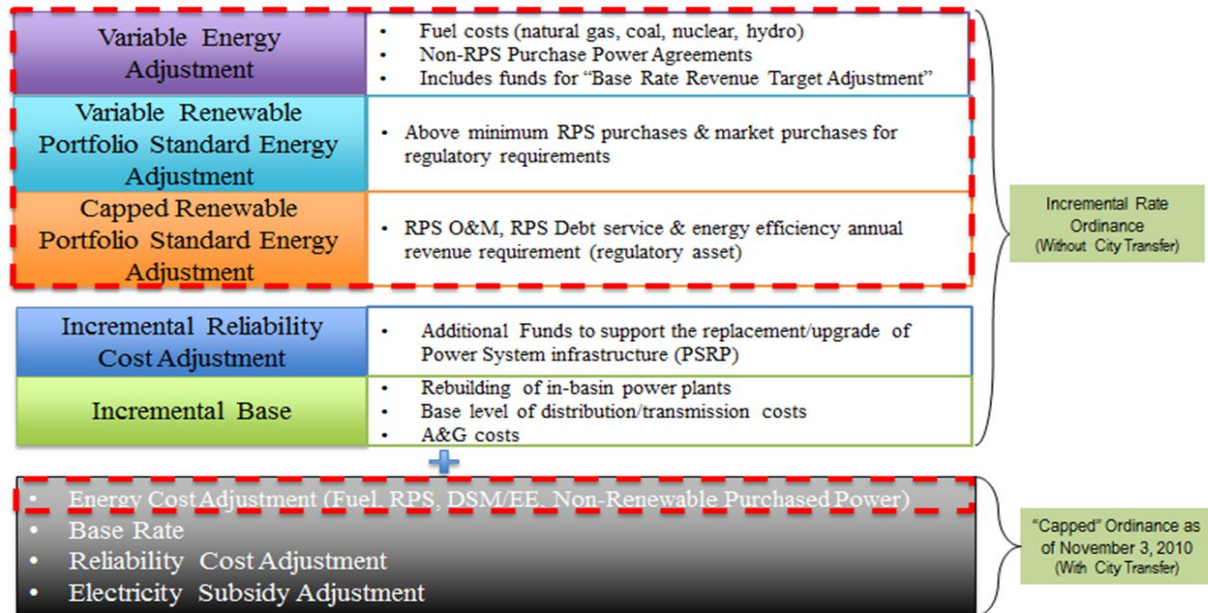 Variable Energy
Adjustment
• Fuel costs (natural gas, coal, nuclear, hydro)
• Non-RPS Purchase Power Agreements
• Includes funds for “Base Rate Revenue Target Adjustment”
Variable Renewable
Portfolio Standard Energy
Adjustment
• Above minimum RPS purchases & market purchases for
regulatory requirements
Capped Renewable
Portfolio Standard Energy
Adjustment
• RPS O&M, RPS Debt service & energy efficiency annual
revenue requirement (regulatory asset)
Incremental Rate
Ordinance
(Without City Transfer)
Incremental Reliability
Cost Adjustment
• Additional Funds to support the replacement/upgrade of
Power System infrastructure (PSRP)
Incremental Base
• Rebuilding of in-basin power plants
• Base level of distribution/transmission costs
• A&G costs
+
• Energy Cost Adjustment (Fuel, RPS, DSM/EE, Non-Renewable Purchased Power)
• Base Rate
• Reliability Cost Adjustment
• Electricity Subsidy Adjustment
“Capped” Ordinance as
of November 3, 2010
(With City Transfer)